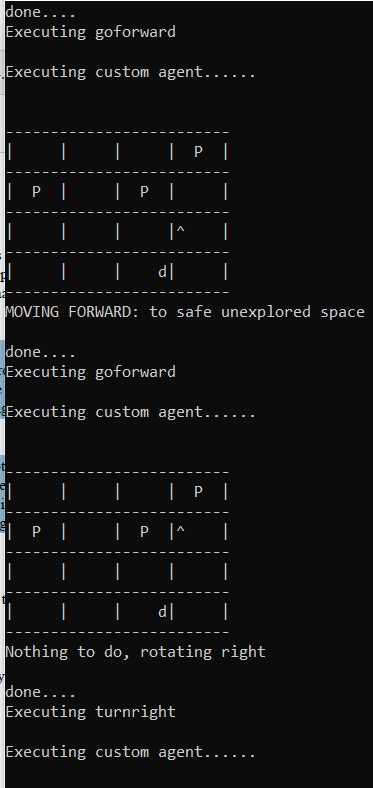 done....
Executing goforward
Executing custom agent......
-------------------------
|     |     |     |  P  |
-------------------------
|  P  |     |  P  |     |
-------------------------
|     |     |     |^    |
-------------------------
|     |     |    d|     |
-------------------------
MOVING FORWARD: to safe unexplored space
done....
Executing goforward
Executing custom agent......
-------------------------
|     |     |     |  P  |
-------------------------
|  P  |     |  P  |^    |
-------------------------
|     |     |     |     |
-------------------------
|     |     |    d|     |
-------------------------
Nothing to do, rotating right
done....
Executing turnright
Executing custom agent......